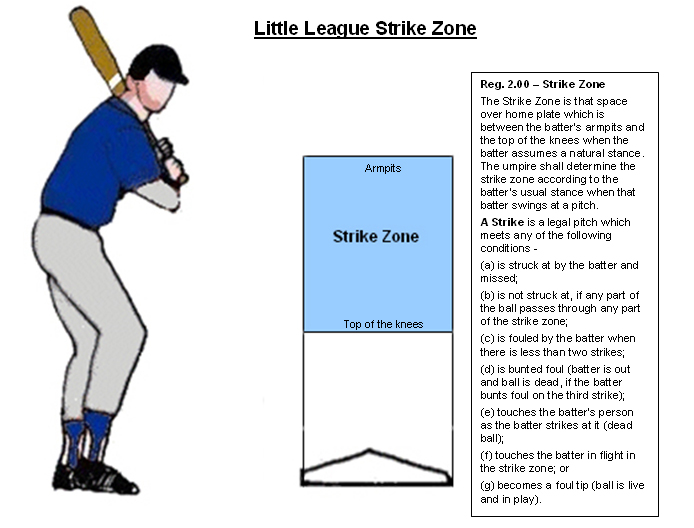 Little League Strike Zone
Armpits
Strike Zone
Top of the knees
Reg. 2.00 – Strike Zone
The Strike Zone is that space
over home plate which is
between the batter's armpits and
the top of the knees when the
batter assumes a natural stance.
The umpire shall determine the
strike zone according to the
batter's usual stance when that
batter swings at a pitch.
A Strike is a legal pitch which
meets any of the following
conditions -
(a) is struck at by the batter and
missed;
(b) is not struck at, if any part of
the ball passes through any part
of the strike zone;
(c) is fouled by the batter when
there is less than two strikes;
(d) is bunted foul (batter is out
and ball is dead, if the batter
bunts foul on the third strike);
(e) touches the batter's person
as the batter strikes at it (dead
ball);
(f) touches the batter in flight in
the strike zone; or
(g) becomes a foul tip (ball is live
and in play).